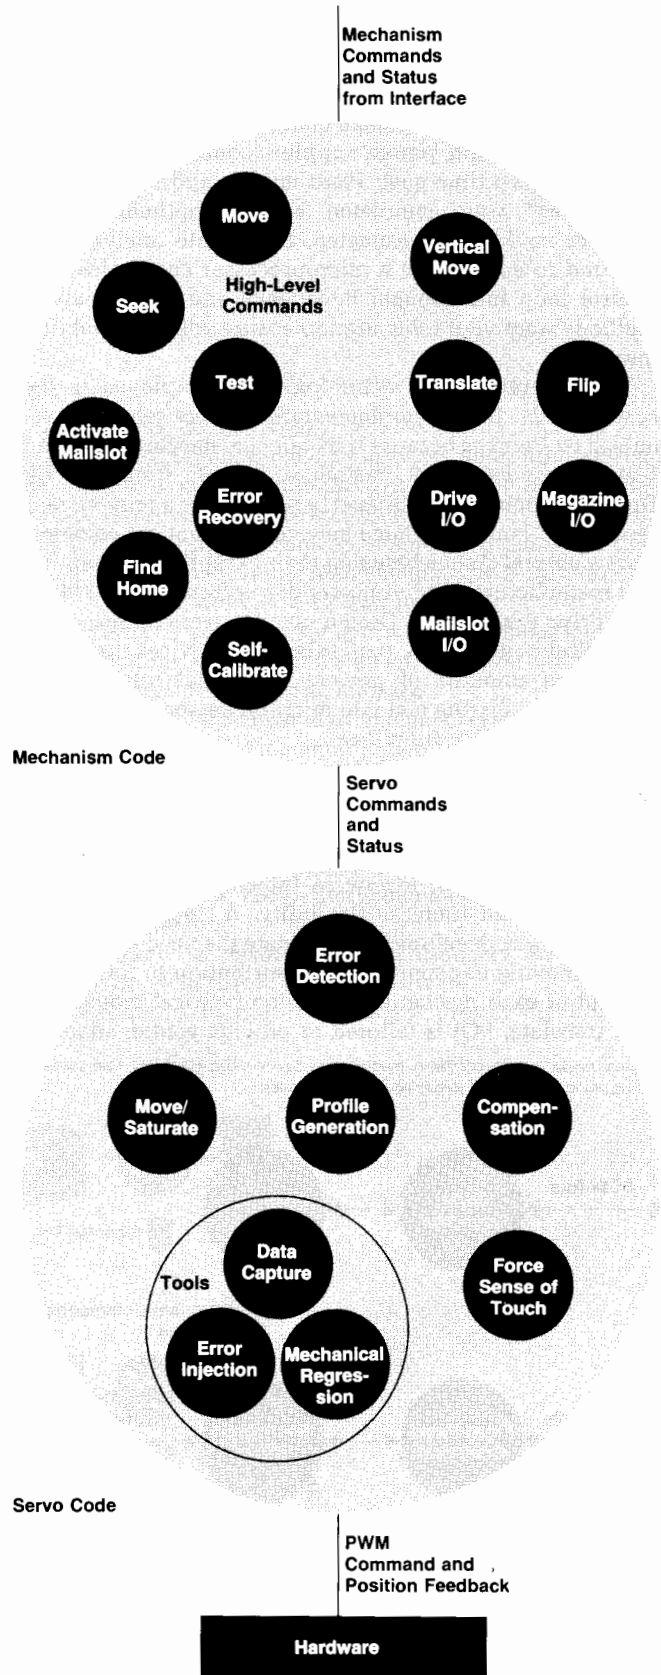 Mechanism
Commands
and Status
from Interface
Move
Vertical
Move
High-Level
Commands
Seek
Test
Translate
Flip
Activate
Mailslot
Error
Recovery
Drive
I/O
Magazine
I/O
Find
Home
Mailslot
I/O
Self-
Calibrate
Mechanism Code
Servo
Commands
and
Status
Error
Detection
Move/
Saturate
Profile
Generation
Compen-
sation
Tools
Data
Capture
Force
Sense of
Touch
Error
Injection
Mechanical
Regres-
sion
Servo Code
PWM
Command and
Position Feedback
Hardware